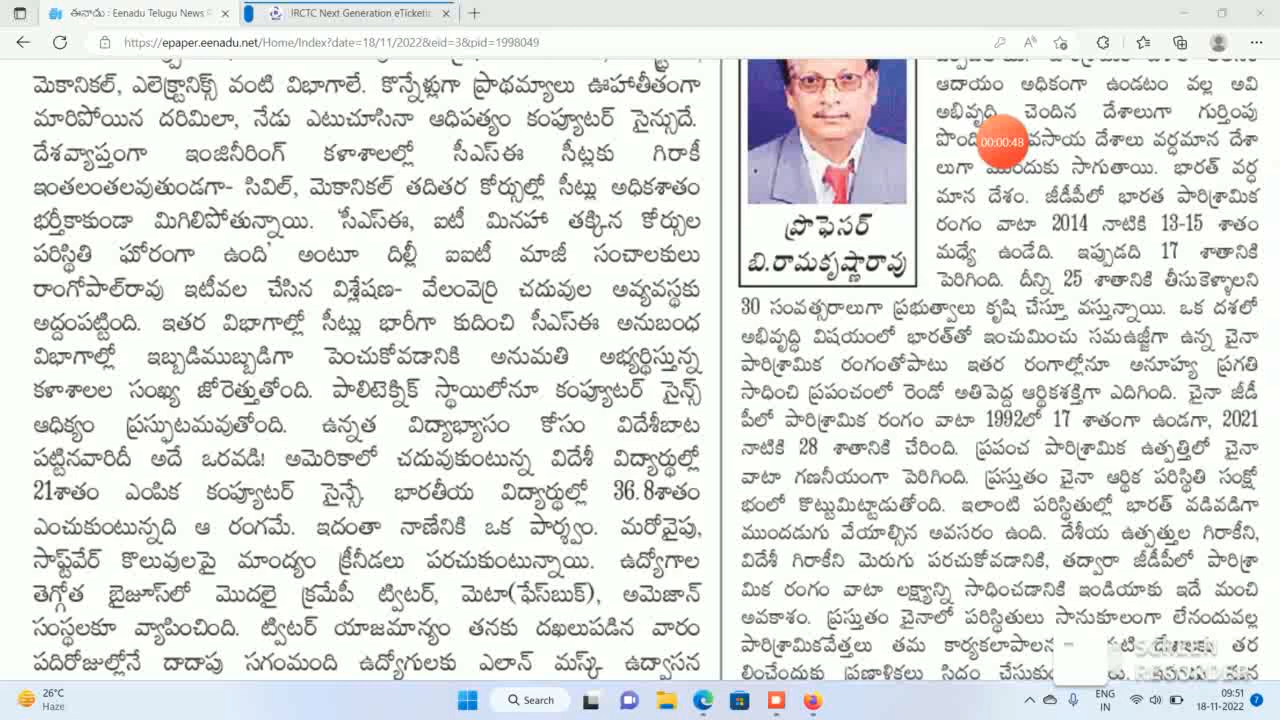 ఈనాడు : Eenadu Telugu News P
IRCTC Next Generation eTicketin
https://epaper.eenadu.net/Home/Index?date=18/11/2022&eid=3&pid=1998049
మెకానికల్, ఎలెక్ట్రానిక్స్ వంటి విభాగాలే. కొన్నేళ్లుగా ప్రాథమ్యాలు ఊహాతీతంగా
మారిపోయిన దరిమిలా, నేడు ఎటుచూసినా ఆధిపత్యం కంప్యూటర్ సైన్సుదే.
దేశవ్యాప్తంగా ఇంజినీరింగ్ కళాశాలల్లో సీఎస్ఈ సీట్లకు గిరాకీ
ఇంతలంతలవుతుండగా- సివిల్, మెకానికల్ తదితర కోర్సుల్లో సీట్లు అధికశాతం
భర్తీకాకుండా మిగిలిపోతున్నాయి. 'సీఎస్ఈ, ఐటీ మినహా తక్కిన కోర్సుల
పరిస్థితి ఘోరంగా ఉంది' అంటూ దిల్లీ ఐఐటీ మాజీ సంచాలకులు
రాంగోపాల్‌రావు ఇటీవల చేసిన విశ్లేషణ- వేలంవెర్రి చదువుల అవ్యవస్థకు
అద్దంపట్టింది. ఇతర విభాగాల్లో సీట్లు భారీగా కుదించి సీఎస్ఈ అనుబంధ
విభాగాల్లో ఇబ్బడిముబ్బడిగా పెంచుకోవడానికి అనుమతి అభ్యర్థిస్తున్న
కళాశాలల సంఖ్య జోరెత్తుతోంది. పాలిటెక్నిక్ స్థాయిలోనూ కంప్యూటర్ సైన్స్
ఆధిక్యం ప్రస్ఫుటమవుతోంది. ఉన్నత విద్యాభ్యాసం కోసం విదేశీబాట
పట్టినవారిదీ అదే ఒరవడి! అమెరికాలో చదువుకుంటున్న విదేశీ విద్యార్థుల్లో
21శాతం ఎంపిక కంప్యూటర్ సైన్సే. భారతీయ విద్యార్థుల్లో 36.8శాతం
ఎంచుకుంటున్నది ఆ రంగమే. ఇదంతా నాణేనికి ఒక పార్శ్వం. మరోవైపు,
సాఫ్ట్‌వేర్ కొలువులపై మాంద్యం క్రీనీడలు పరచుకుంటున్నాయి. ఉద్యోగాల
తెగ్గోత బైజూస్‌లో మొదలై క్రమేపీ ట్విటర్, మెటా(ఫేస్‌బుక్), అమెజాన్
సంస్థలకూ వ్యాపించింది. ట్విటర్ యాజమాన్యం తనకు దఖలుపడిన వారం
పదిరోజుల్లోనే దాదాపు సగంమంది ఉద్యోగులకు ఎలాన్ మస్క్ ఉద్వాసన
ప్రొఫెసర్
బి.రామకృష్ణారావు
ఆదాయం అధికంగా ఉండటం వల్ల అవి
అభివృద్ధి చెందిన దేశాలుగా గుర్తింపు
00:00:48
దేశాలు వర్ధమాన దేశా
లుగా ముందుకు సాగుతాయి. భారత్ వర్ధ
మాన దేశం. జీడీపీలో భారత పారిశ్రామిక
రంగం వాటా 2014 నాటికి 13-15 శాతం
మధ్యే ఉండేది. ఇప్పుడది 17 శాతానికి
పెరిగింది. దీన్ని 25 శాతానికి తీసుకెళ్ళాలని
30 సంవత్సరాలుగా ప్రభుత్వాలు కృషి చేస్తూ వస్తున్నాయి. ఒక దశలో
అభివృద్ధి విషయంలో భారత్‌తో ఇంచుమించు సమఉజ్జీగా ఉన్న చైనా
పారిశ్రామిక రంగంతోపాటు ఇతర రంగాల్లోనూ అనూహ్య ప్రగతి
సాధించి ప్రపంచంలో రెండో అతిపెద్ద ఆర్థికశక్తిగా ఎదిగింది. చైనా జీడీ
పీలో పారిశ్రామిక రంగం వాటా 1992లో 17 శాతంగా ఉండగా, 2021
నాటికి 28 శాతానికి చేరింది. ప్రపంచ పారిశ్రామిక ఉత్పత్తిలో చైనా
వాటా గణనీయంగా పెరిగింది. ప్రస్తుతం చైనా ఆర్థిక పరిస్థితి సంక్షో
భంలో కొట్టుమిట్టాడుతోంది. ఇలాంటి పరిస్థితుల్లో భారత్ వడివడిగా
ముందడుగు వేయాల్సిన అవసరం ఉంది. దేశీయ ఉత్పత్తుల గిరాకీని,
విదేశీ గిరాకీని మెరుగు పరచుకోవడానికి, తద్వారా జీడీపీలో పారిశ్రా
మిక రంగం వాటా లక్ష్యాన్ని సాధించడానికి ఇండియాకు ఇదే మంచి
అవకాశం. ప్రస్తుతం చైనాలో పరిస్థితులు సానుకూలంగా లేనందువల్ల
పారిశ్రామికవేత్తలు తమ కార్యకలాపాలను దేశాలకు తర
లించేందుకు ప్రణాళికలు సిద్ధం
SCREEN
RECORDER
26°C
Haze
Search
ENG
IN
09:51
18-11-2022
7